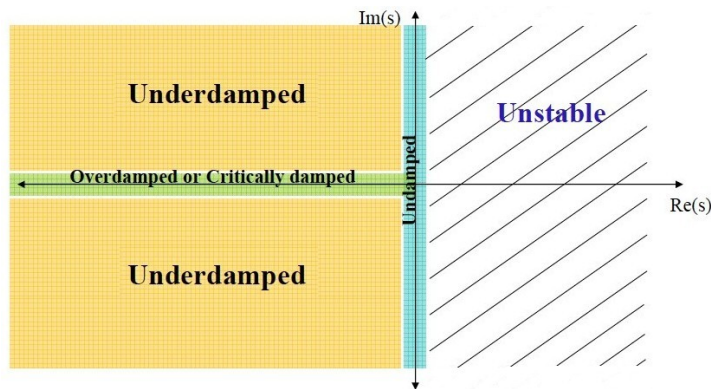 Im(s)
Underdamped
Unstable
Overdamped or Critically damped
Undamped
Re(s)
Underdamped